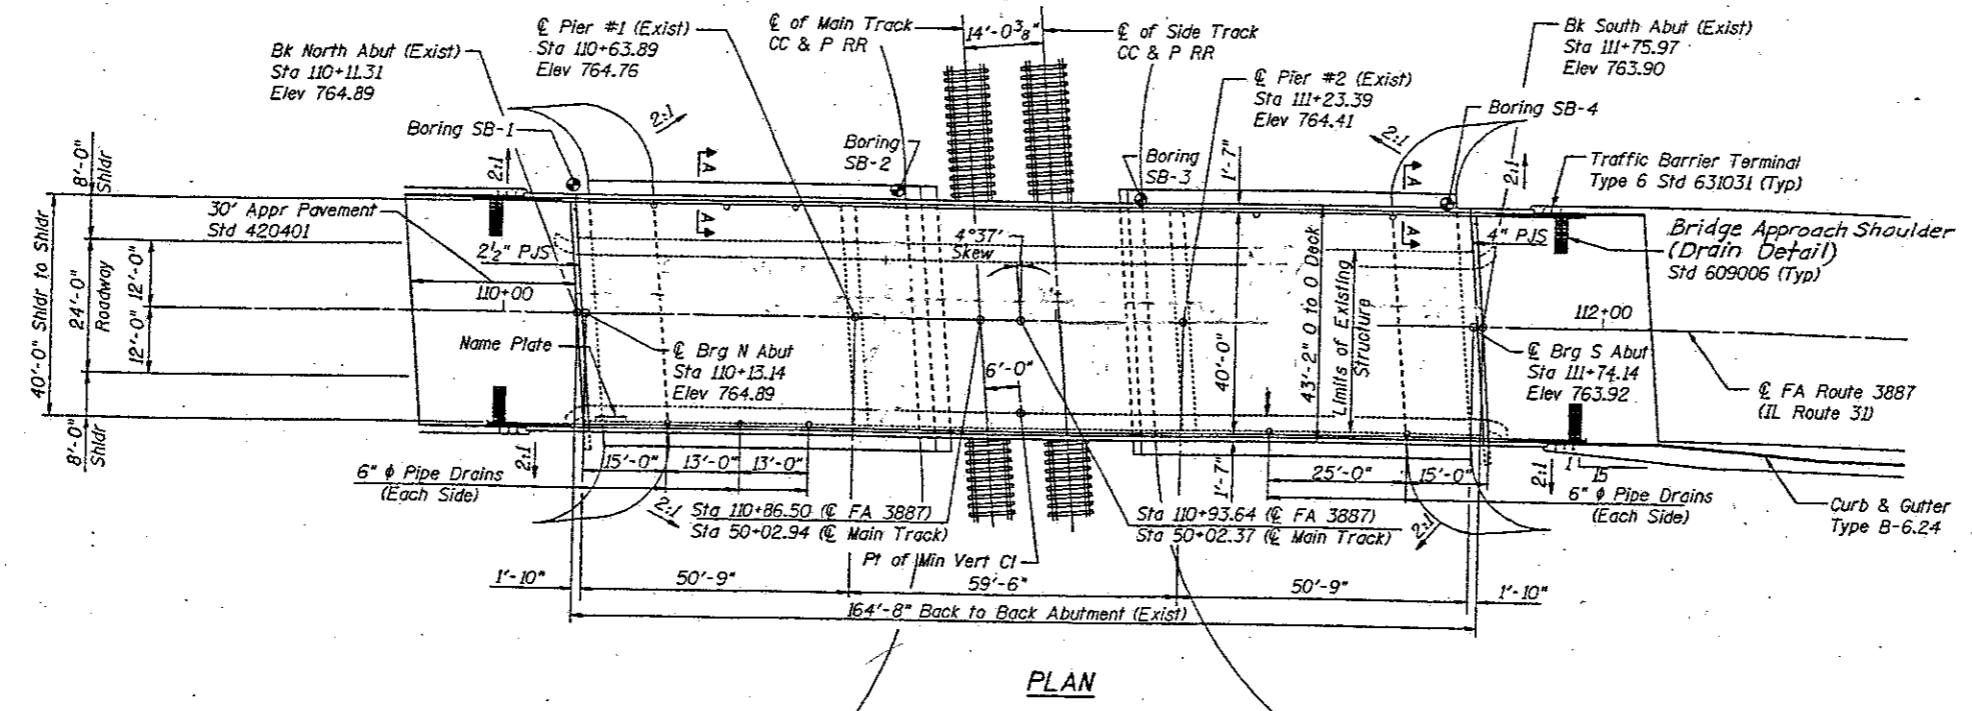 ℄ Pier #1 (Exist)
Sta 110+63.89
Elev 764.76
℄ of Main Track
CC & P RR
14'-0 3/8"
℄ of Side Track
CC & P RR
Bk South Abut (Exist)
Sta 111+75.97
Elev 763.90
Bk North Abut (Exist)
Sta 110+11.31
Elev 764.89
℄ Pier #2 (Exist)
Sta 111+23.39
Elev 764.41
Boring SB-4
Boring SB-1
2:1
2:1
Boring
SB-2
Boring
SB-3
1'-7"
2:1
2:1
Traffic Barrier Terminal
Type 6 Std 631031 (Typ)
8'-0"
Shldr
A
A
A
A
30' Appr Pavement
Std 420401
2½" PJS
4°37'
Skew
4" PJS
Bridge Approach Shoulder
(Drain Detail)
Std 609006 (Typ)
40'-0" Shldr to Shldr
24'-0"
Roadway
12'-0"
12'-0"
110+00
112+00
Name Plate
℄ Brg N Abut
Sta 110+13.14
Elev 764.89
6'-0"
40'-0"
43'-2" O to O Deck
Limits of Existing
Structure
℄ Brg S Abut
Sta 111+74.14
Elev 763.92
℄ FA Route 3887
(IL Route 31)
8'-0"
Shldr
2:1
15'-0"
13'-0"
13'-0"
1'-7"
25'-0"
15'-0"
2:1
1
15
6" ϕ Pipe Drains
(Each Side)
2:1
Sta 110+86.50 (℄ FA 3887)
Sta 50+02.94 (℄ Main Track)
Sta 110+93.64 (℄ FA 3887)
Sta 50+02.37 (℄ Main Track)
2:1
6" ϕ Pipe Drains
(Each Side)
Curb & Gutter
Type B-6.24
Pt of Min Vert Cl
1'-10"
50'-9"
59'-6"
50'-9"
1'-10"
164'-8" Back to Back Abutment (Exist)
PLAN